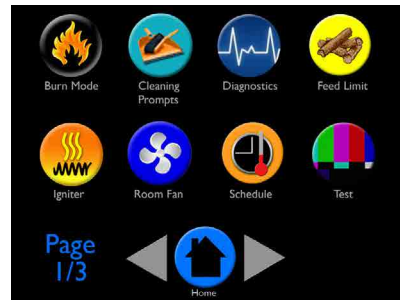 Burn Mode
Cleaning
Prompts
Diagnostics
Feed Limit
Igniter
Room Fan
Schedule
Test
Page
1/3
Home